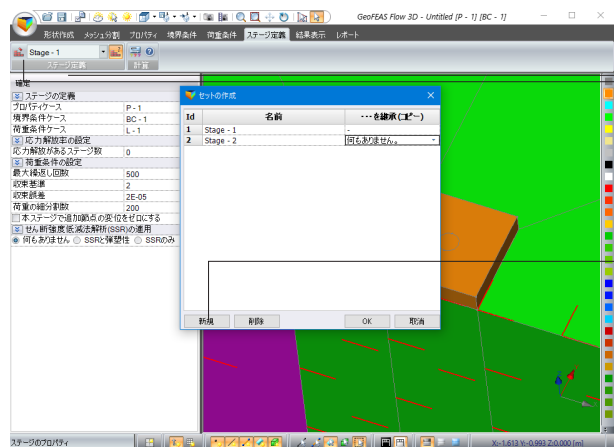 GeoFEAS Flow 3D - Untitled [P - 1] [BC - 1]
形状作成 メッシュ分割 プロパティ 境界条件 荷重条件 ステージ定義 結果表示 レポート
Stage - 1
ステージ定義 計算
確定
ステージの定義
プロパティケース P - 1
境界条件ケース BC - 1
荷重条件ケース L - 1
応力解放率の設定
応力解放があるステージ数 0
荷重条件の設定
最大繰返し回数 500
収束基準 2
収束誤差 2E-05
荷重の細分割数 200
本ステージで追加節点の変位をゼロにする
せん断強度低減法解析(SSR)の運用
何もありません SSRと弾塑性 SSRのみ
セットの作成
Id 名前 ・・・を継承(コピー)
1 Stage - 1 -
2 Stage - 2 何もありません。
新規 削除 OK 取消
ステージのプロパティ
X:-1.613 Y:-0.993 Z:0.000 [m]